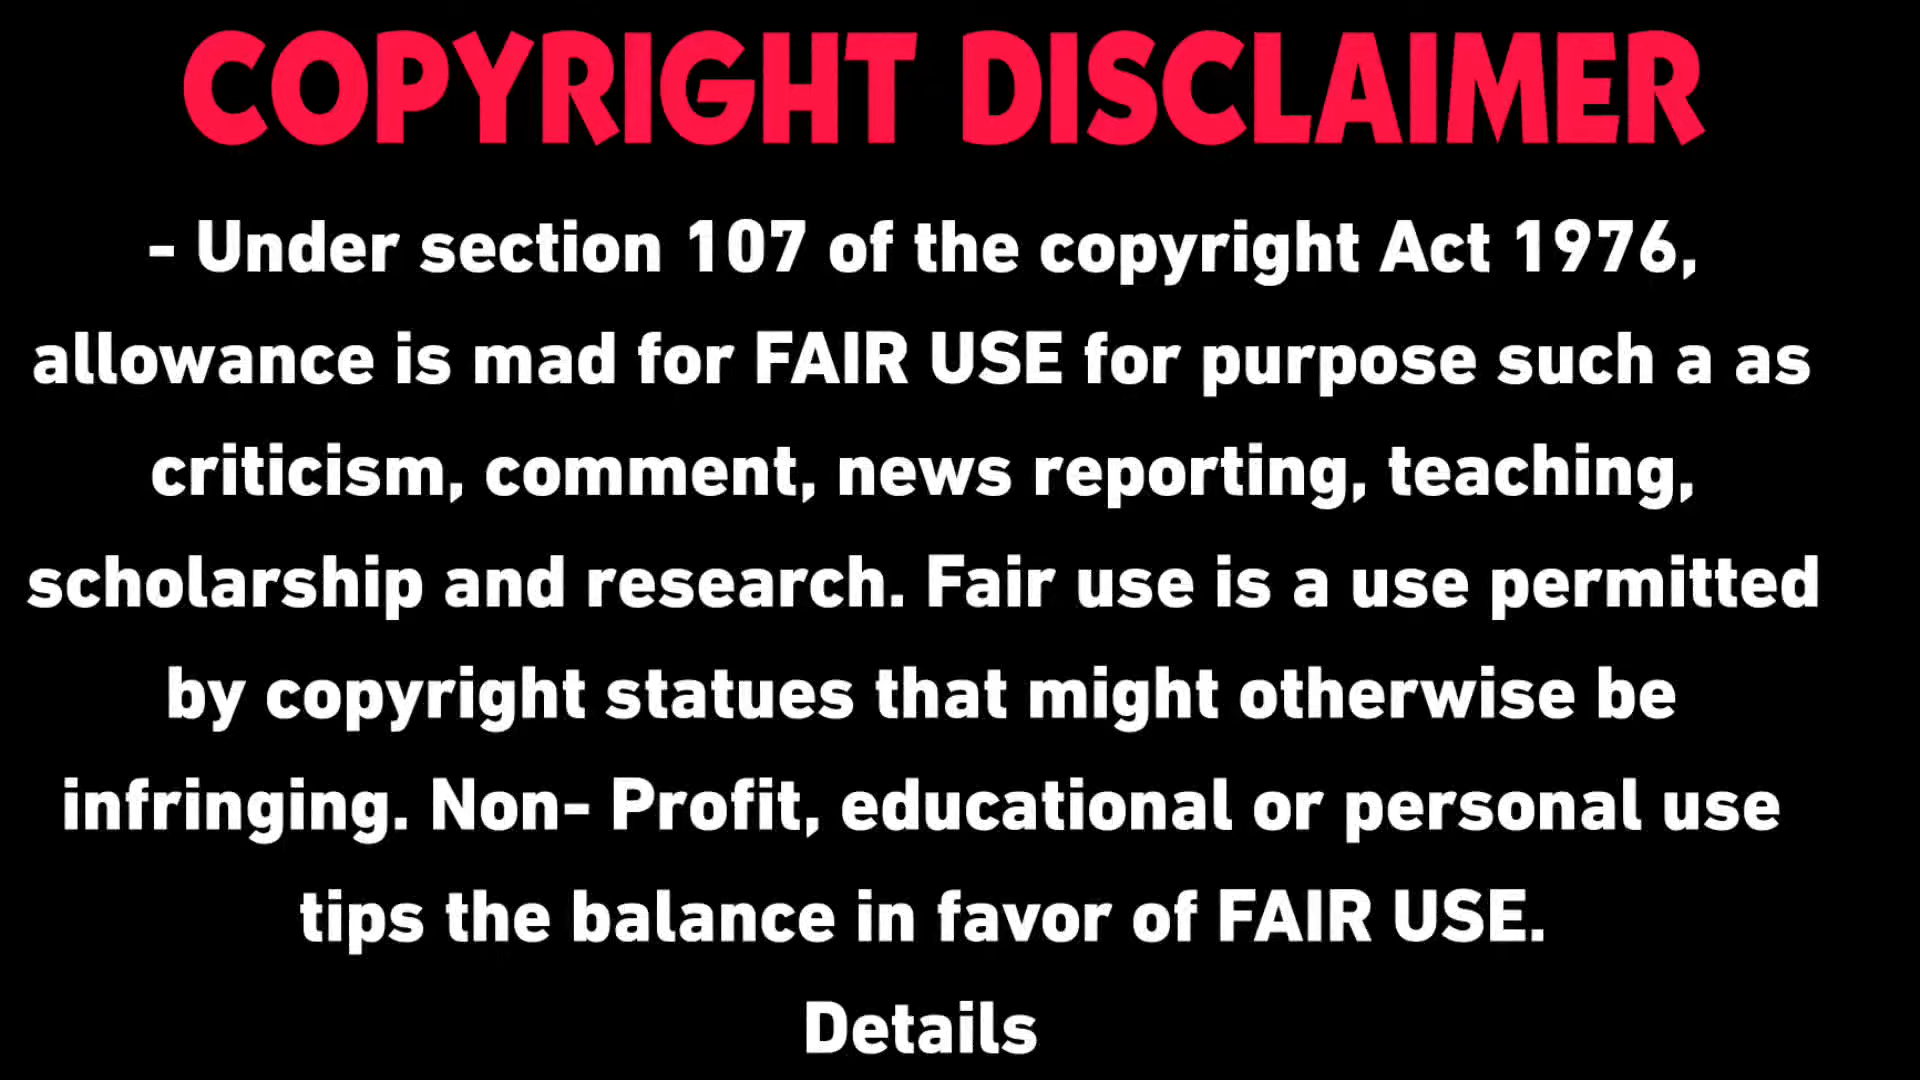 COPYRIGHT DISCLAIMER
- Under section 107 of the copyright Act 1976,
allowance is mad for FAIR USE for purpose such a as
criticism, comment, news reporting, teaching,
scholarship and research. Fair use is a use permitted
by copyright statues that might otherwise be
infringing. Non- Profit, educational or personal use
tips the balance in favor of FAIR USE.
Details